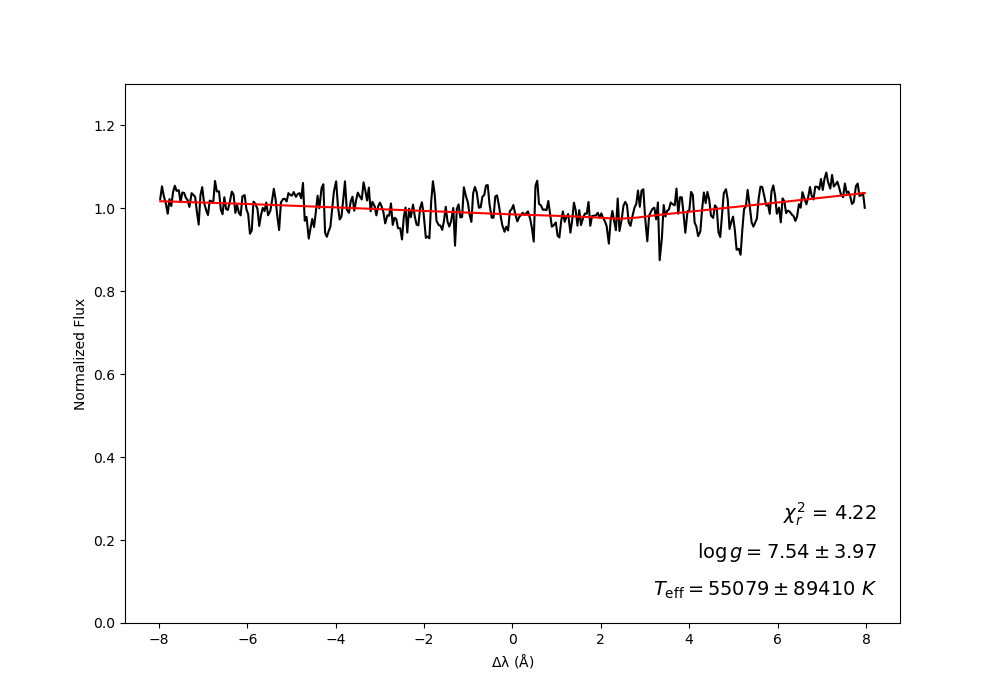 1.2
1.0
0.8
0.6
0.4
0.2
0.0
Normalized Flux
χ²ᵣ = 4.22
log g = 7.54 ± 3.97
T_eff = 55079 ± 89410 K
−8 −6 −4 −2 0 2 4 6 8
Δλ (Å)